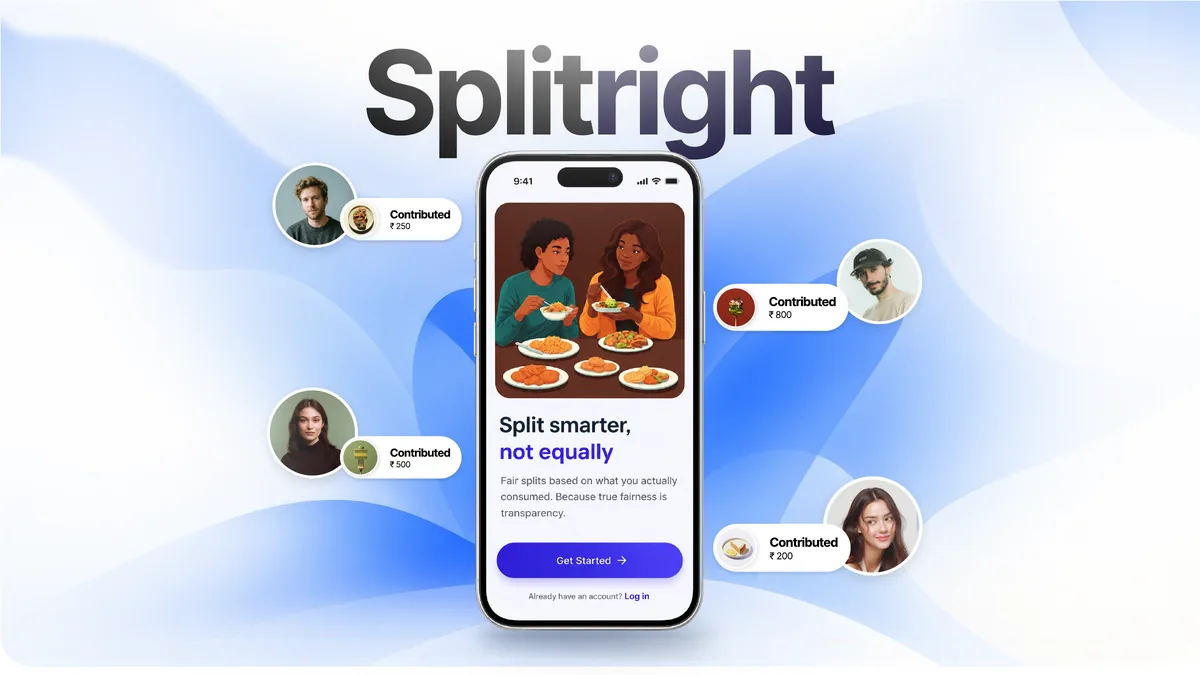 Splitright
9:41
Contributed
₹ 250
Contributed
₹ 800
Contributed
₹ 500
Contributed
₹ 200
Split smarter,
not equally
Fair splits based on what you actually
consumed. Because true fairness is
transparency.
Get Started →
Already have an account? Log in